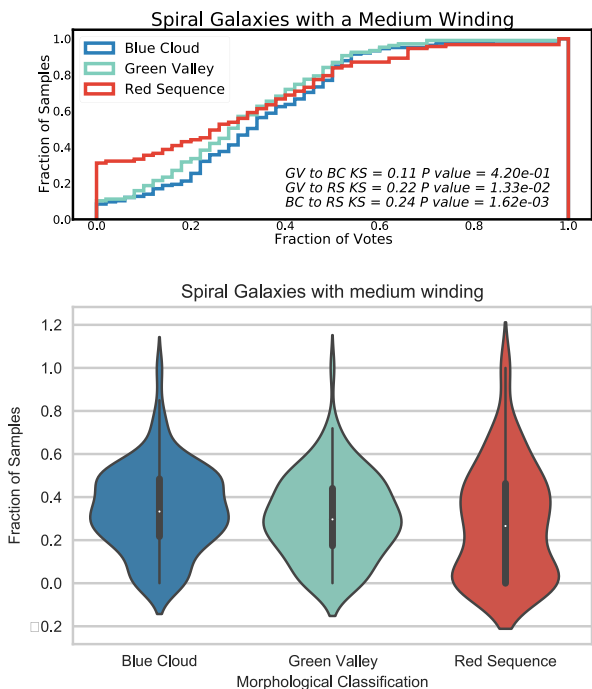 Spiral Galaxies with a Medium Winding
1.0
0.8
0.6
0.4
0.2
0.0
Fraction of Samples
Blue Cloud
Green Valley
Red Sequence
GV to BC KS = 0.11 P value = 4.20e-01
GV to RS KS = 0.22 P value = 1.33e-02
BC to RS KS = 0.24 P value = 1.62e-03
0.0 0.2 0.4 0.6 0.8 1.0
Fraction of Votes
Spiral Galaxies with medium winding
1.2
1.0
0.8
0.6
0.4
0.2
0.0
□0.2
Fraction of Samples
Blue Cloud Green Valley Red Sequence
Morphological Classification